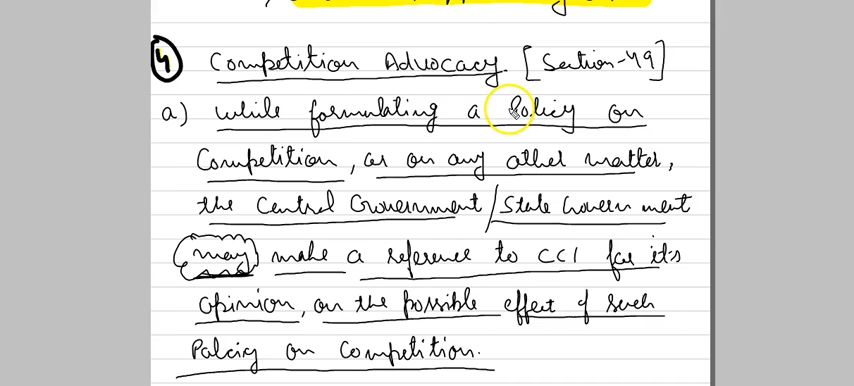 4 Competition Advocacy. [Section-49]
a) while formulating a Policy on
Competition, or on any other matter,
the Central Government/State Government
may make a reference to CCI for it's
opinion, on the possible effect of such
Policy on Competition.